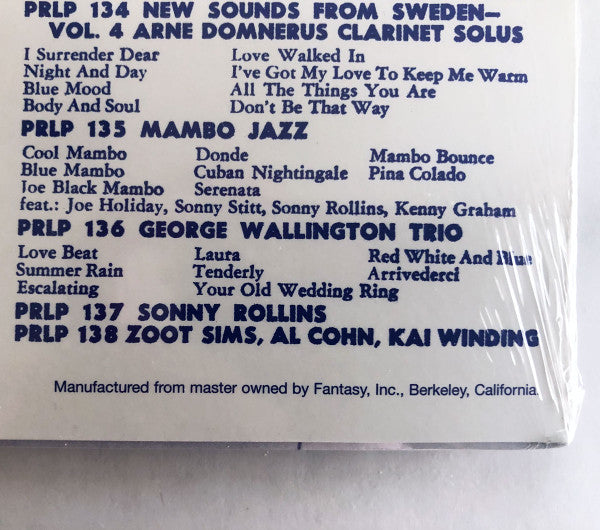 PRLP 134 NEW SOUNDS FROM SWEDEN—
VOL. 4 ARNE DOMNERUS CLARINET SOLUS
I Surrender Dear Love Walked In
Night And Day I've Got My Love To Keep Me Warm
Blue Mood All The Things You Are
Body And Soul Don't Be That Way
PRLP 135 MAMBO JAZZ
Cool Mambo Donde Mambo Bounce
Blue Mambo Cuban Nightingale Pina Colado
Joe Black Mambo Serenata
feat.: Joe Holiday, Sonny Stitt, Sonny Rollins, Kenny Graham
PRLP 136 GEORGE WALLINGTON TRIO
Love Beat Laura Red White And Blue
Summer Rain Tenderly Arrivederci
Escalating Your Old Wedding Ring
PRLP 137 SONNY ROLLINS
PRLP 138 ZOOT SIMS, AL COHN, KAI WINDING
Manufactured from master owned by Fantasy, Inc., Berkeley, California.